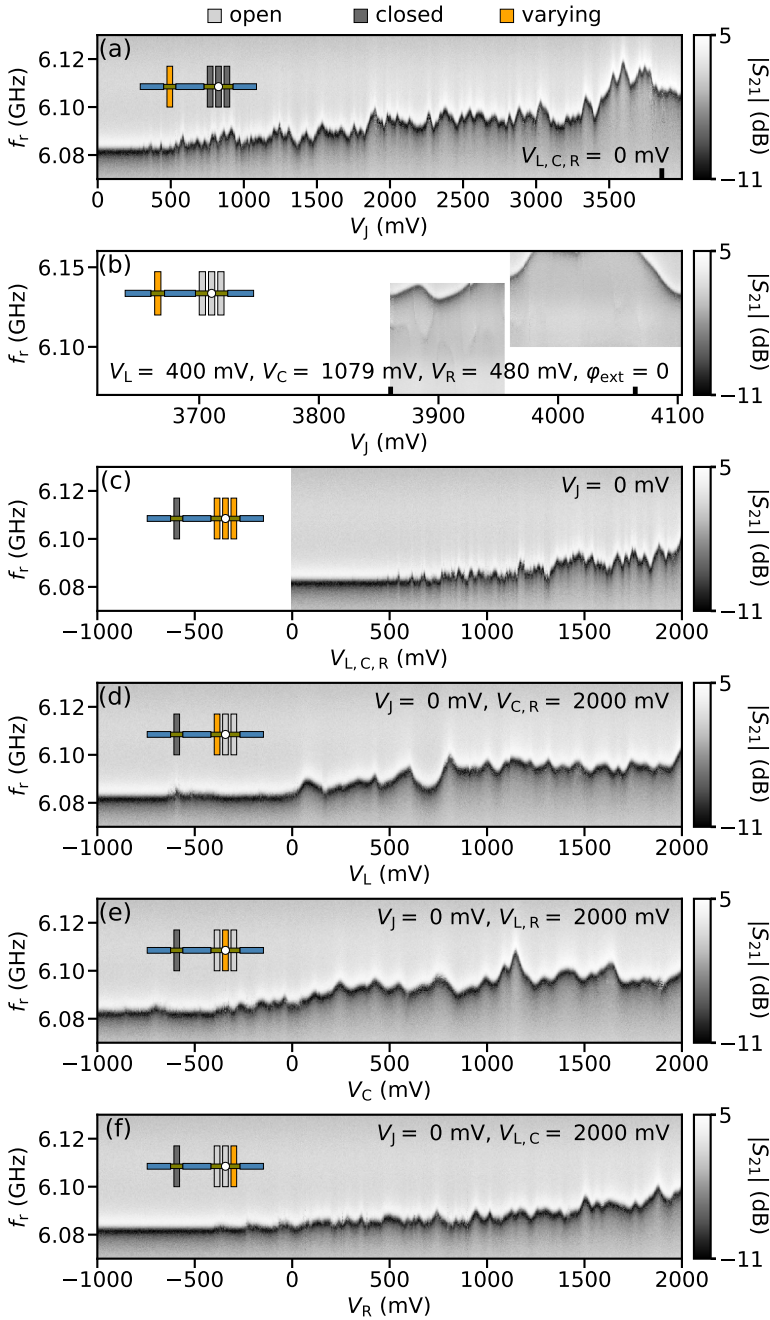 open closed varying
(a)
6.12
6.10
6.08
f_r (GHz)
V_L, C, R = 0 mV
0 500 1000 1500 2000 2500 3000 3500
V_J (mV)
5
−11
|S_21| (dB)
(b)
6.15
6.10
f_r (GHz)
V_L = 400 mV, V_C = 1079 mV, V_R = 480 mV, φ_ext = 0
3700 3800 3900 4000 4100
V_J (mV)
5
−11
|S_21| (dB)
(c)
V_J = 0 mV
6.12
6.10
6.08
f_r (GHz)
−1000 −500 0 500 1000 1500 2000
V_L, C, R (mV)
5
−11
|S_21| (dB)
(d)
V_J = 0 mV, V_C, R = 2000 mV
6.12
6.10
6.08
f_r (GHz)
−1000 −500 0 500 1000 1500 2000
V_L (mV)
5
−11
|S_21| (dB)
(e)
V_J = 0 mV, V_L, R = 2000 mV
6.12
6.10
6.08
f_r (GHz)
−1000 −500 0 500 1000 1500 2000
V_C (mV)
5
−11
|S_21| (dB)
(f)
V_J = 0 mV, V_L, C = 2000 mV
6.12
6.10
6.08
f_r (GHz)
−1000 −500 0 500 1000 1500 2000
V_R (mV)
5
−11
|S_21| (dB)